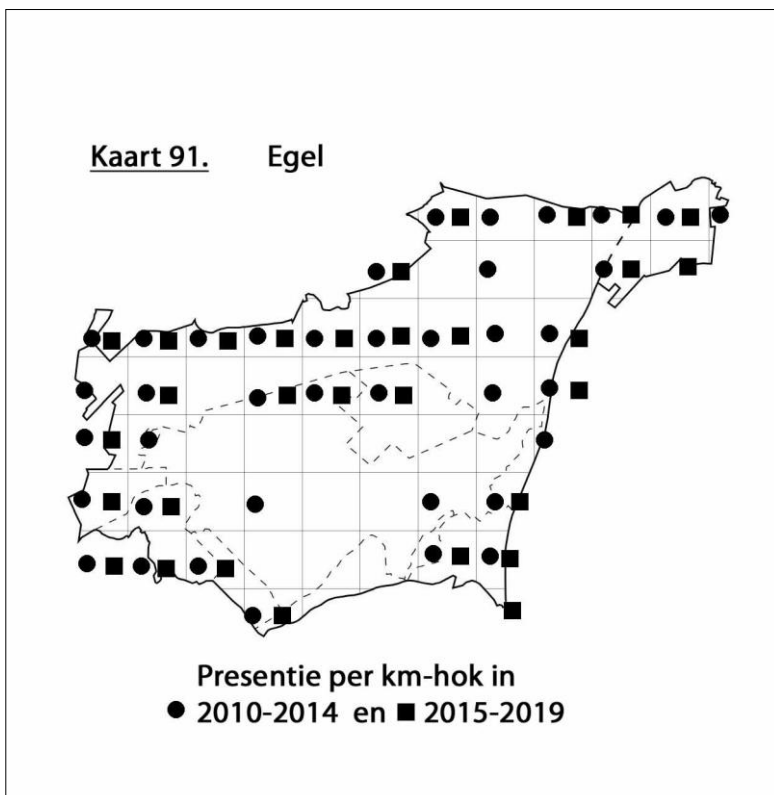 Kaart 91. Egel
Presentie per km-hok in
● 2010-2014 en ■ 2015-2019